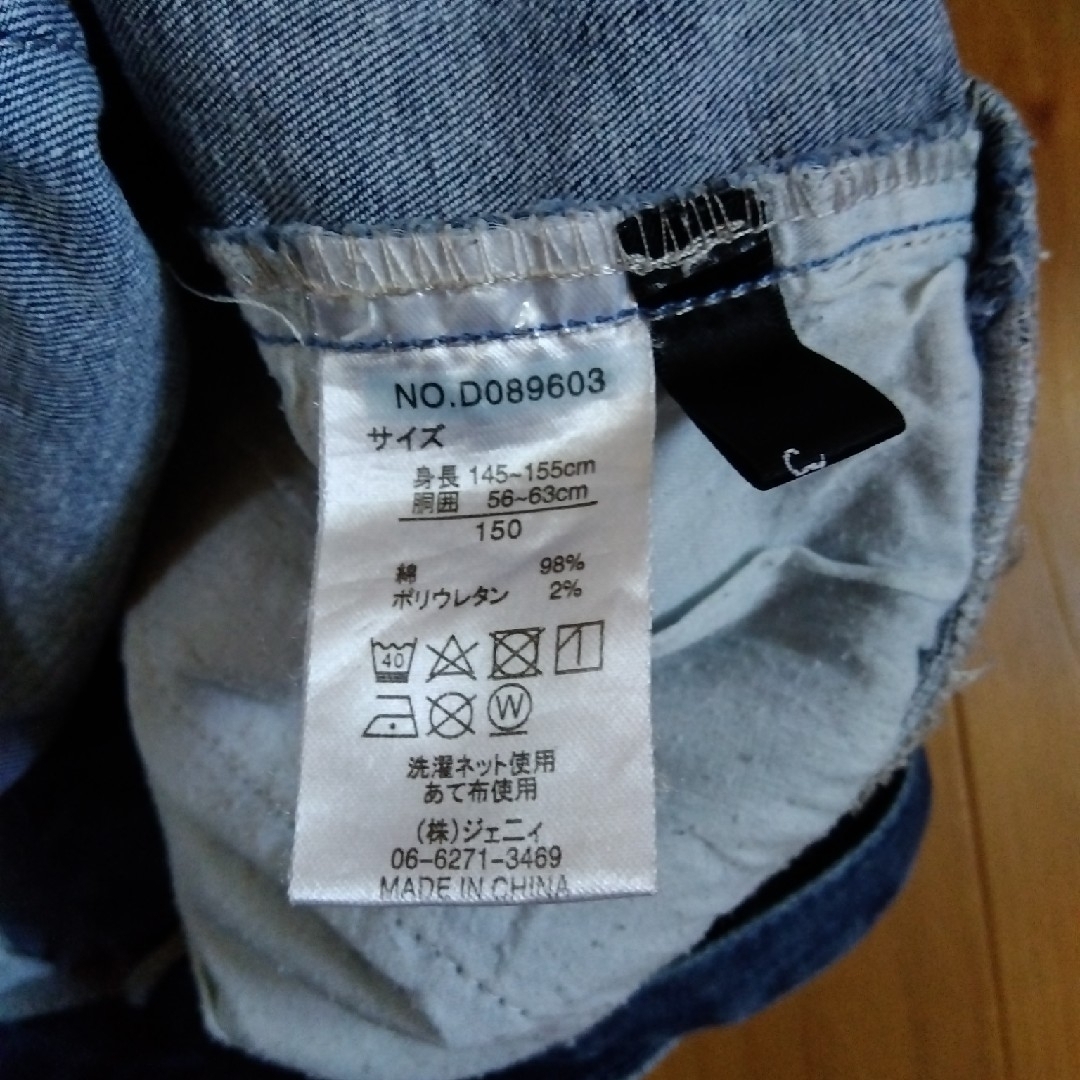 NO.D089603
サイズ
身長 145~155cm
胴囲 56~63cm
150
綿 98%
ポリウレタン 2%
40
W
洗濯ネット使用
あて布使用
(株)ジェニィ
06-6271-3469
MADE IN CHINA